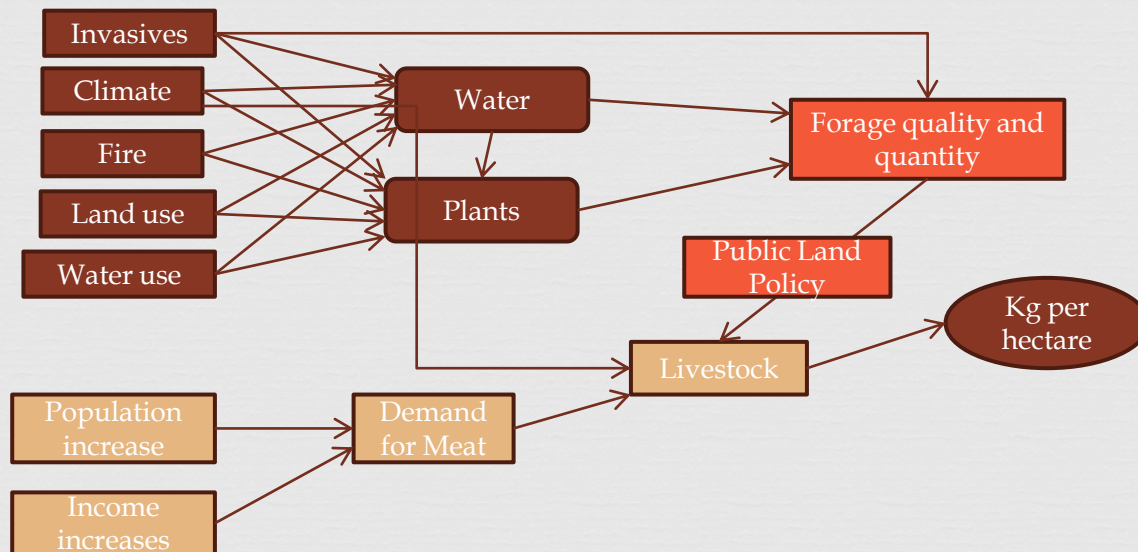 Invasives
Climate
Fire
Land use
Water use
Water
Plants
Forage quality and
quantity
Public Land
Policy
Kg per
hectare
Livestock
Population
increase
Demand
for Meat
Income
increases